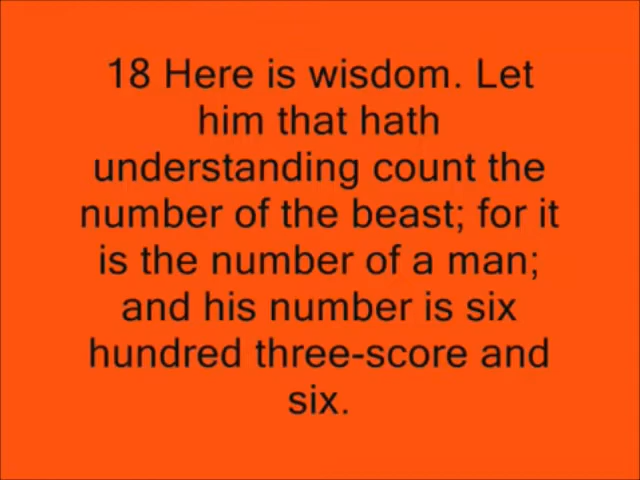 18 Here is wisdom. Let
him that hath
understanding count the
number of the beast; for it
is the number of a man;
and his number is six
hundred three-score and
six.